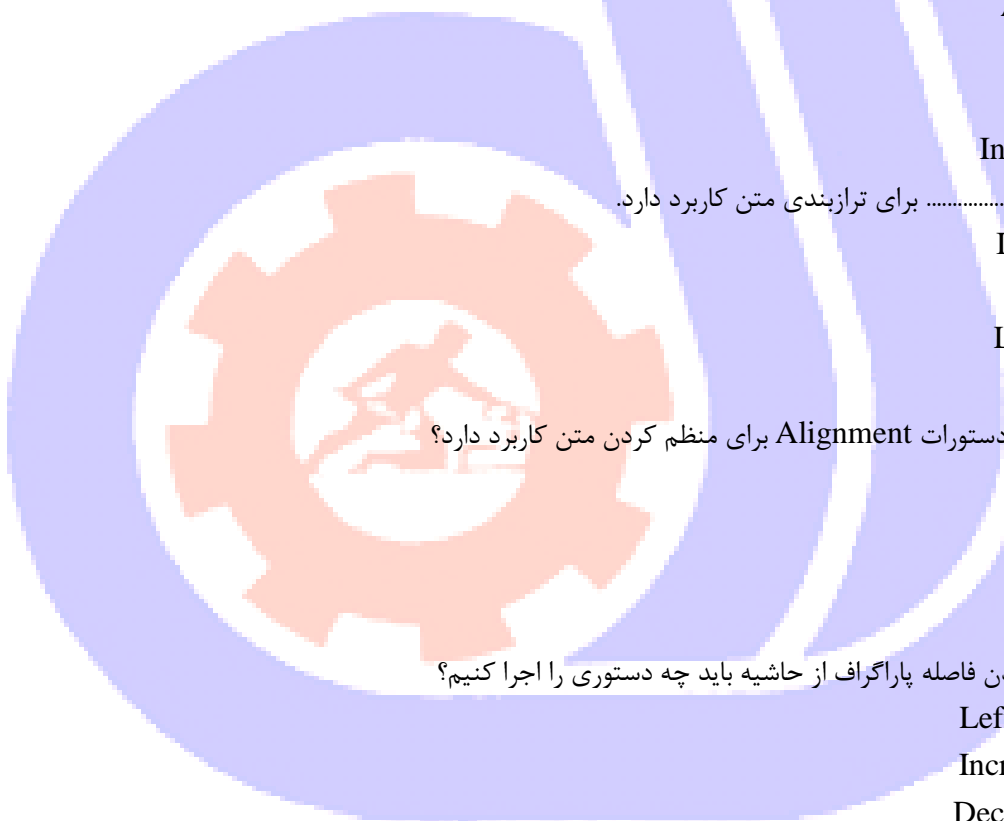 In
............... برای ترازبندی متن کاربرد دارد.
دستورات Alignment برای منظم کردن متن کاربرد دارد؟
فاصله پاراگراف از حاشیه باید چه دستوری را اجرا کنیم؟
Lef
Incr
Dec